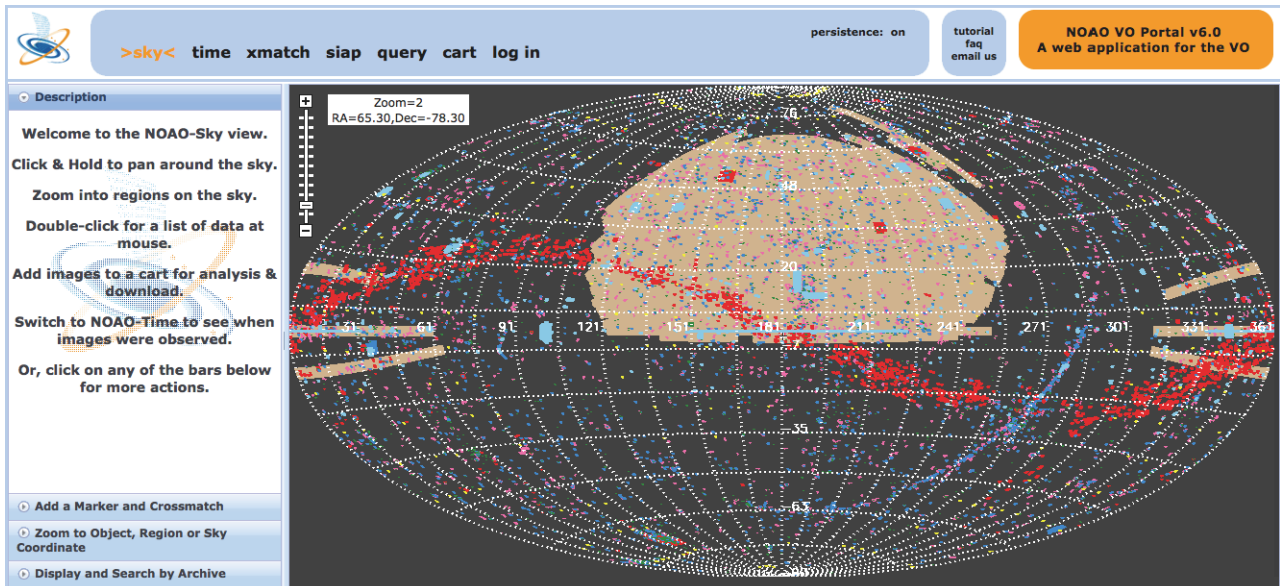 >sky< time xmatch siap query cart log in
persistence: on
tutorial
faq
email us
NOAO VO Portal v6.0
A web application for the VO
Description
Welcome to the NOAO-Sky view.
Click & Hold to pan around the sky.
Zoom into regions on the sky.
Double-click for a list of data at
mouse.
Add images to a cart for analysis &
download.
Switch to NOAO-Time to see when
images were observed.
Or, click on any of the bars below
for more actions.
Add a Marker and Crossmatch
Zoom to Object, Region or Sky
Coordinate
Display and Search by Archive
Zoom=2
RA=65.30,Dec=-78.30
76
48
20
31 61 91 121 151 181 211 241 271 301 331 361
-35
-63